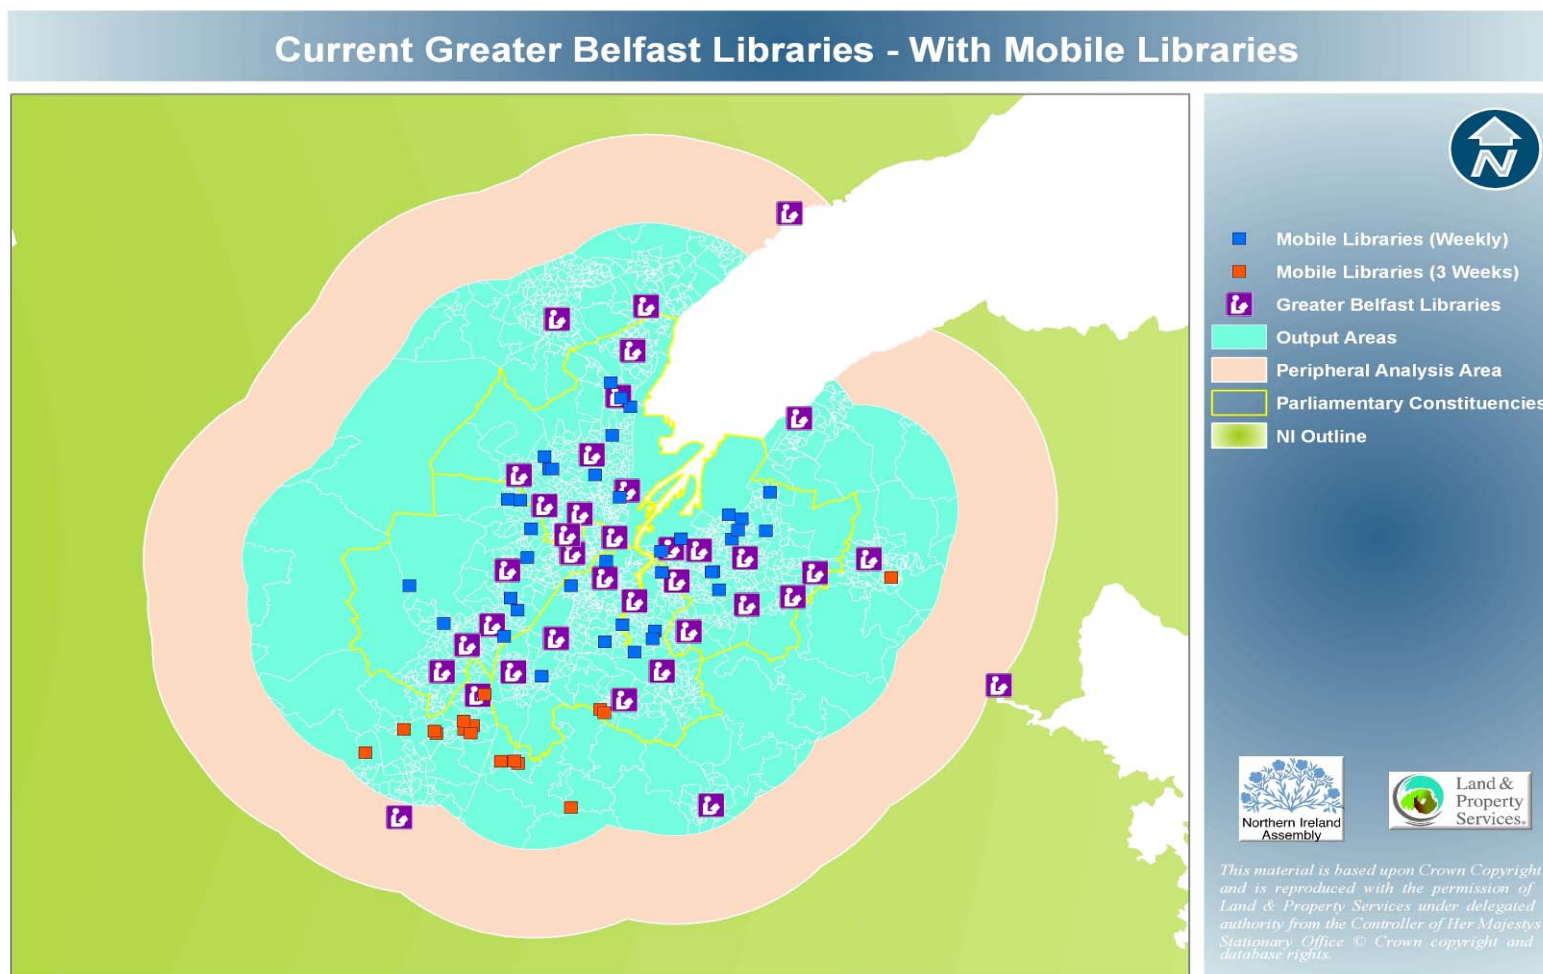 Current Greater Belfast Libraries - With Mobile Libraries
N
Mobile Libraries (Weekly)
Mobile Libraries (3 Weeks)
Greater Belfast Libraries
Output Areas
Peripheral Analysis Area
Parliamentary Constituencies
NI Outline
Northern Ireland
Assembly
Land &
Property
Services.
This material is based upon Crown Copyright
and is reproduced with the permission of
Land & Property Services under delegated
authority from the Controller of Her Majestys
Stationary Office © Crown copyright and
database rights.